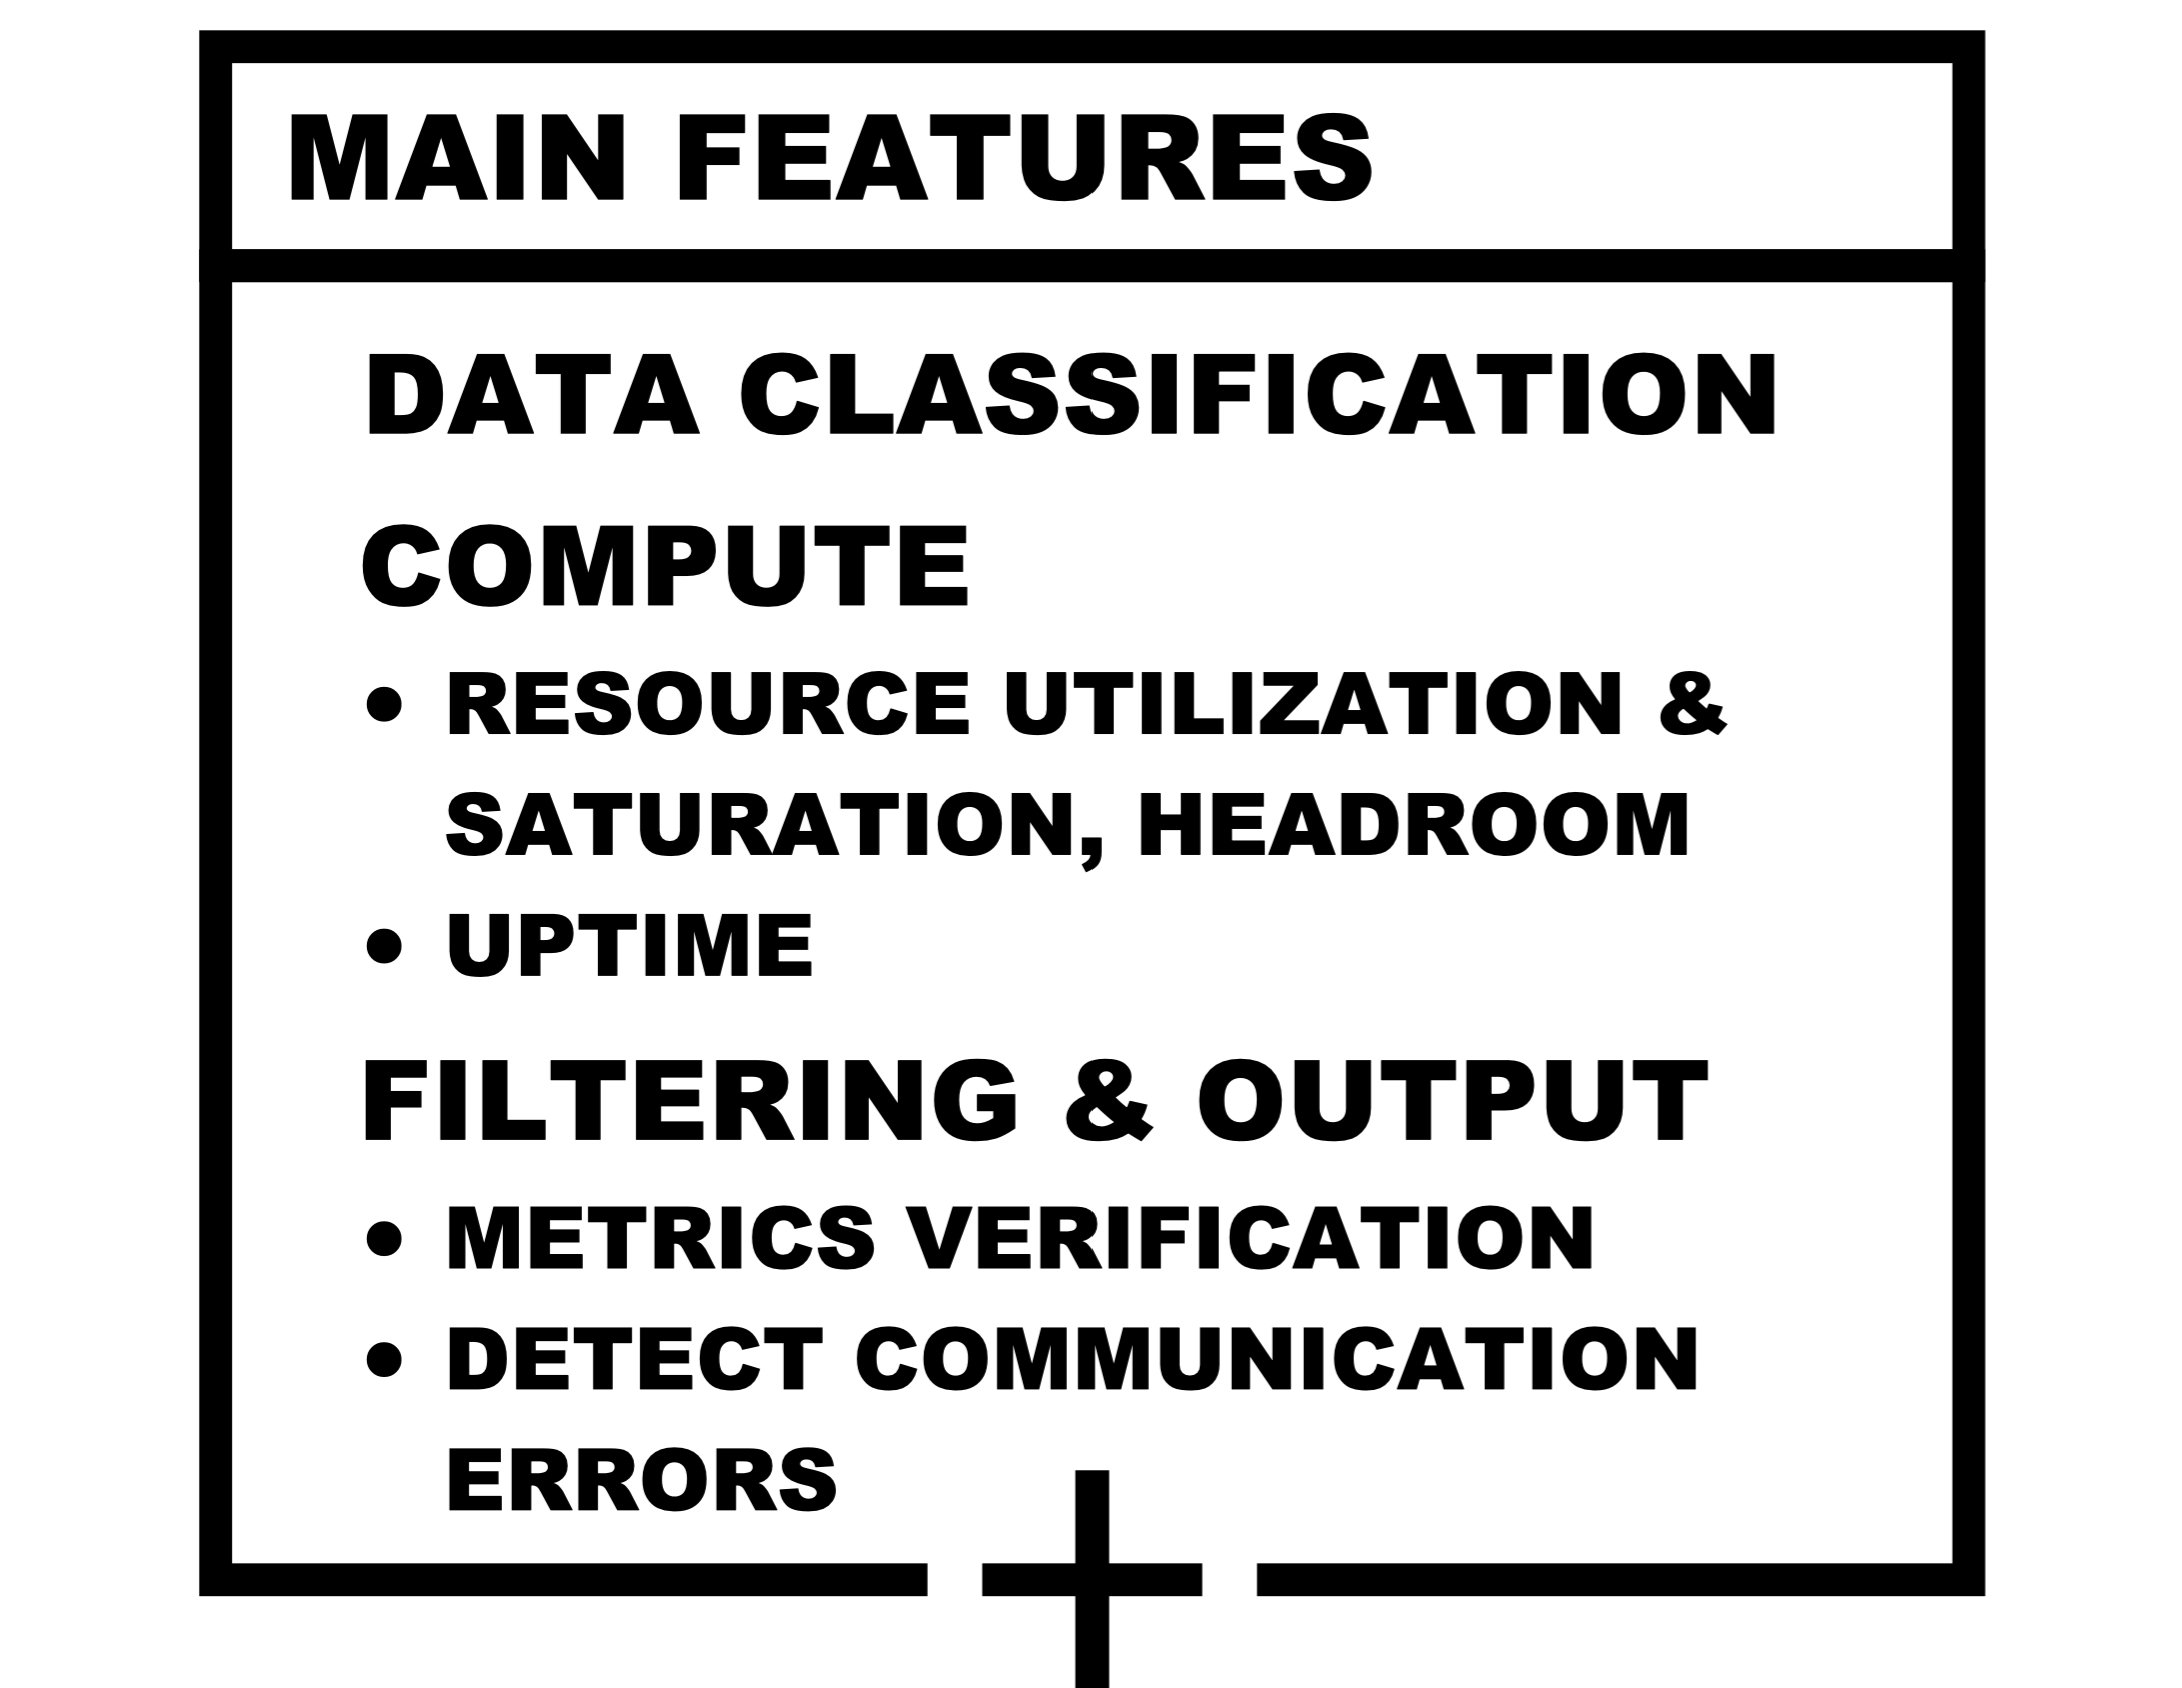 MAIN FEATURES
DATA CLASSIFICATION
COMPUTE
• RESOURCE UTILIZATION &
SATURATION, HEADROOM
• UPTIME
FILTERING & OUTPUT
• METRICS VERIFICATION
• DETECT COMMUNICATION
ERRORS